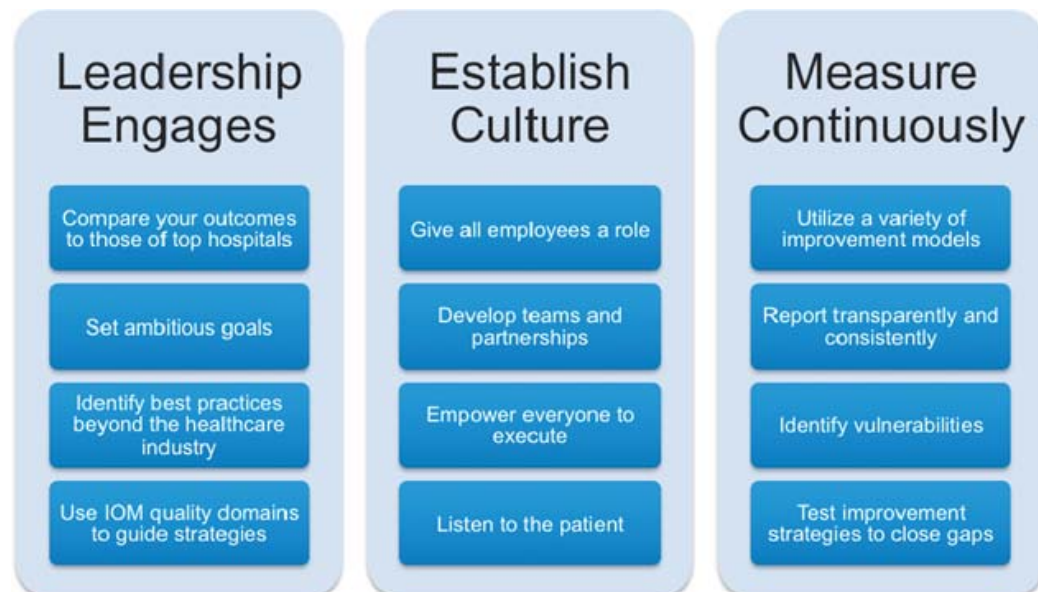 Leadership
Engages
Compare your outcomes
to those of top hospitals
Set ambitious goals
Identify best practices
beyond the healthcare
industry
Use IOM quality domains
to guide strategies
Establish
Culture
Give all employees a role
Develop teams and
partnerships
Empower everyone to
execute
Listen to the patient
Measure
Continuously
Utilize a variety of
improvement models
Report transparently and
consistently
Identify vulnerabilities
Test improvement
strategies to close gaps